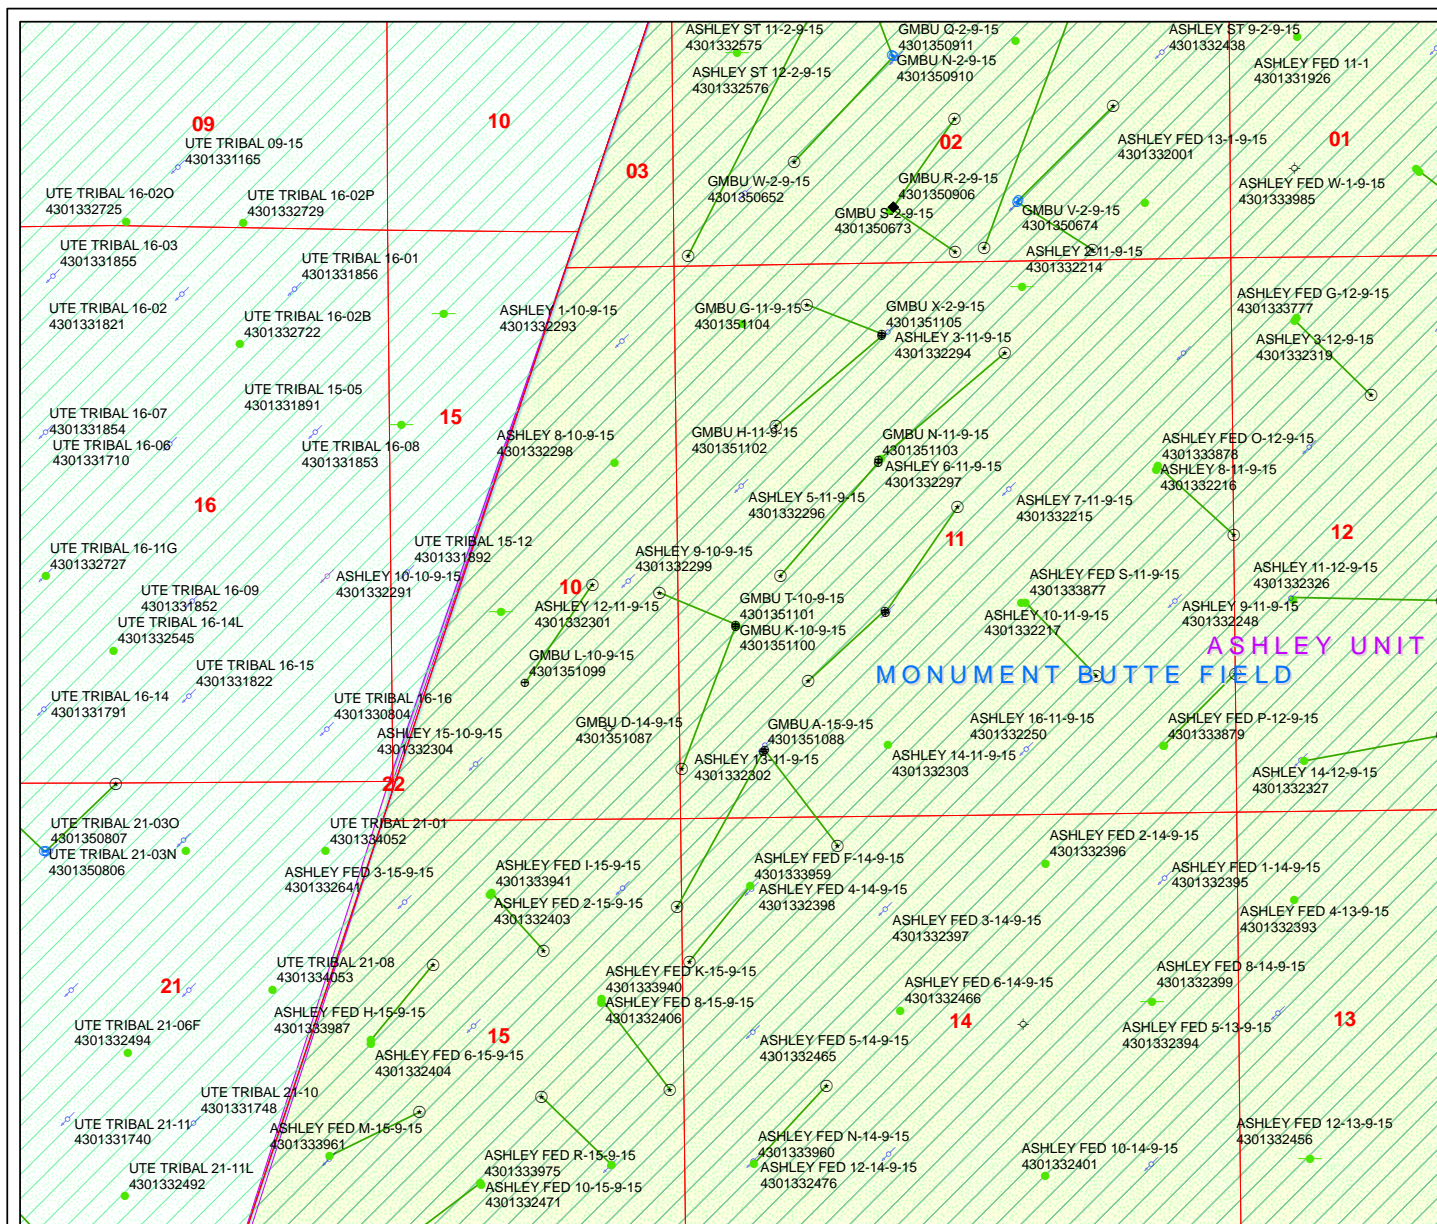 ASHLEY ST 11-2-9-15
4301332575
GMBU Q-2-9-15
4301350911
ASHLEY ST 9-2-9-15
4301332438
GMBU N-2-9-15
4301350910
ASHLEY FED 11-1
4301331926
ASHLEY ST 12-2-9-15
4301332576
09
10
03
02
01
UTE TRIBAL 09-15
4301331165
ASHLEY FED 13-1-9-15
4301332001
GMBU W-2-9-15
4301350652
GMBU R-2-9-15
4301350906
ASHLEY FED W-1-9-15
4301333985
UTE TRIBAL 16-02O
4301332725
UTE TRIBAL 16-02P
4301332729
GMBU S-2-9-15
4301350673
GMBU V-2-9-15
4301350674
UTE TRIBAL 16-03
4301331855
UTE TRIBAL 16-01
4301331856
ASHLEY 2-11-9-15
4301332214
UTE TRIBAL 16-02
4301331821
UTE TRIBAL 16-02B
4301332722
ASHLEY 1-10-9-15
4301332293
GMBU G-11-9-15
4301351104
GMBU X-2-9-15
4301351105
ASHLEY FED G-12-9-15
4301333777
ASHLEY 3-11-9-15
4301332294
ASHLEY 3-12-9-15
4301332319
UTE TRIBAL 15-05
4301331891
15
UTE TRIBAL 16-07
4301331854
UTE TRIBAL 16-06
4301331710
UTE TRIBAL 16-08
4301331853
ASHLEY 8-10-9-15
4301332298
GMBU H-11-9-15
4301351102
GMBU N-11-9-15
4301351103
ASHLEY FED O-12-9-15
4301333878
ASHLEY 6-11-9-15
4301332297
ASHLEY 8-11-9-15
4301332216
16
ASHLEY 5-11-9-15
4301332296
ASHLEY 7-11-9-15
4301332215
11
12
UTE TRIBAL 15-12
4301331892
ASHLEY 9-10-9-15
4301332299
UTE TRIBAL 16-11G
4301332727
ASHLEY 10-10-9-15
4301332291
10
ASHLEY 11-12-9-15
4301332326
UTE TRIBAL 16-09
4301331852
ASHLEY FED S-11-9-15
4301333877
ASHLEY 12-11-9-15
4301332301
GMBU T-10-9-15
4301351101
ASHLEY 10-11-9-15
4301332217
ASHLEY 9-11-9-15
4301332248
UTE TRIBAL 16-14L
4301332545
GMBU K-10-9-15
4301351100
ASHLEY UNIT
UTE TRIBAL 16-15
4301331822
GMBU L-10-9-15
4301351099
MONUMENT BUTTE FIELD
UTE TRIBAL 16-14
4301331791
UTE TRIBAL 16-16
4301330804
GMBU D-14-9-15
4301351087
GMBU A-15-9-15
4301351088
ASHLEY 16-11-9-15
4301332250
ASHLEY FED P-12-9-15
4301333879
ASHLEY 15-10-9-15
4301332304
ASHLEY 14-11-9-15
4301332303
ASHLEY 13-11-9-15
4301332302
ASHLEY 14-12-9-15
4301332327
22
UTE TRIBAL 21-03O
4301350807
UTE TRIBAL 21-01
4301334052
ASHLEY FED 2-14-9-15
4301332396
UTE TRIBAL 21-03N
4301350806
ASHLEY FED 3-15-9-15
4301332641
ASHLEY FED I-15-9-15
4301333941
ASHLEY FED F-14-9-15
4301333959
ASHLEY FED 1-14-9-15
4301332395
ASHLEY FED 4-14-9-15
4301332398
ASHLEY FED 2-15-9-15
4301332403
ASHLEY FED 3-14-9-15
4301332397
ASHLEY FED 4-13-9-15
4301332393
UTE TRIBAL 21-08
4301334053
ASHLEY FED K-15-9-15
4301333940
ASHLEY FED 8-14-9-15
4301332399
21
ASHLEY FED 6-14-9-15
4301332466
ASHLEY FED 8-15-9-15
4301332406
ASHLEY FED H-15-9-15
4301333987
15
14
13
UTE TRIBAL 21-06F
4301332494
ASHLEY FED 5-13-9-15
4301332394
ASHLEY FED 5-14-9-15
4301332465
ASHLEY FED 6-15-9-15
4301332404
UTE TRIBAL 21-10
4301331748
UTE TRIBAL 21-11
4301331740
ASHLEY FED M-15-9-15
4301333961
ASHLEY FED 12-13-9-15
4301332456
ASHLEY FED N-14-9-15
4301333960
ASHLEY FED R-15-9-15
4301333975
ASHLEY FED 10-14-9-15
4301332401
UTE TRIBAL 21-11L
4301332492
ASHLEY FED 12-14-9-15
4301332476
ASHLEY FED 10-15-9-15
4301332471